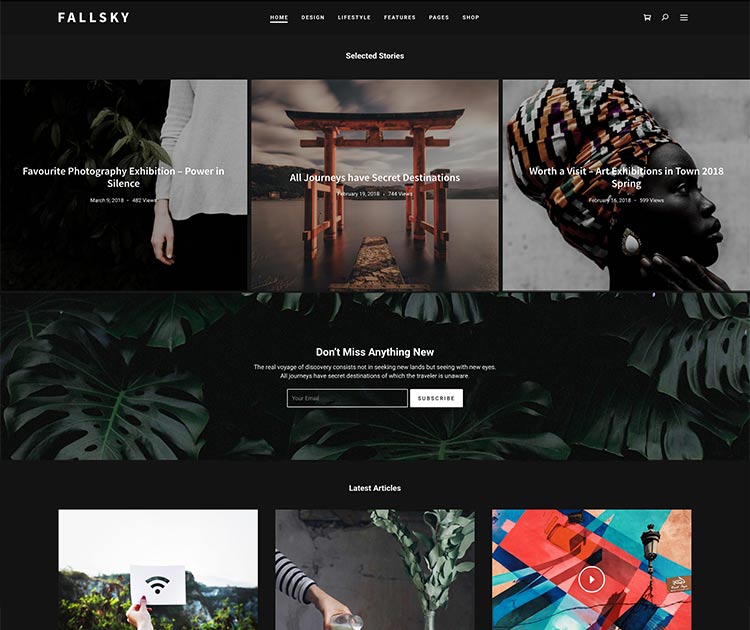 FALLSKY
HOME DESIGN LIFESTYLE FEATURES PAGES SHOP
Selected Stories
Favourite Photography Exhibition – Power in
Silence
March 9, 2018 • 482 Views
All Journeys have Secret Destinations
February 19, 2018 • 744 Views
Worth a Visit – Art Exhibitions in Town 2018
Spring
February 16, 2018 • 599 Views
Don’t Miss Anything New
The real voyage of discovery consists not in seeking new lands but seeing with new eyes.
All journeys have secret destinations of which the traveler is unaware.
Your Email
SUBSCRIBE
Latest Articles